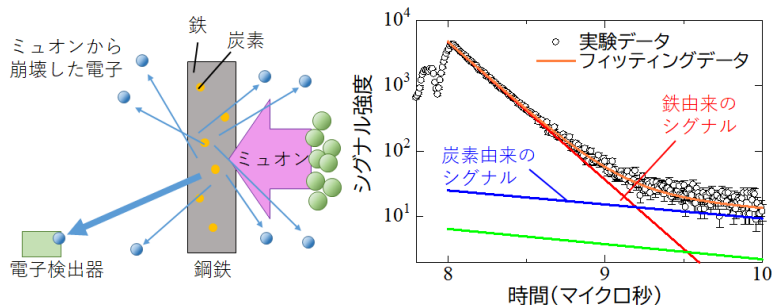 ミュオンから
崩壊した電子
鉄
炭素
ミュオン
電子検出器
鋼鉄
シグナル強度
10⁴
10³
10²
10¹
実験データ
フィッティングデータ
鉄由来の
シグナル
炭素由来の
シグナル
8
9
10
時間(マイクロ秒)